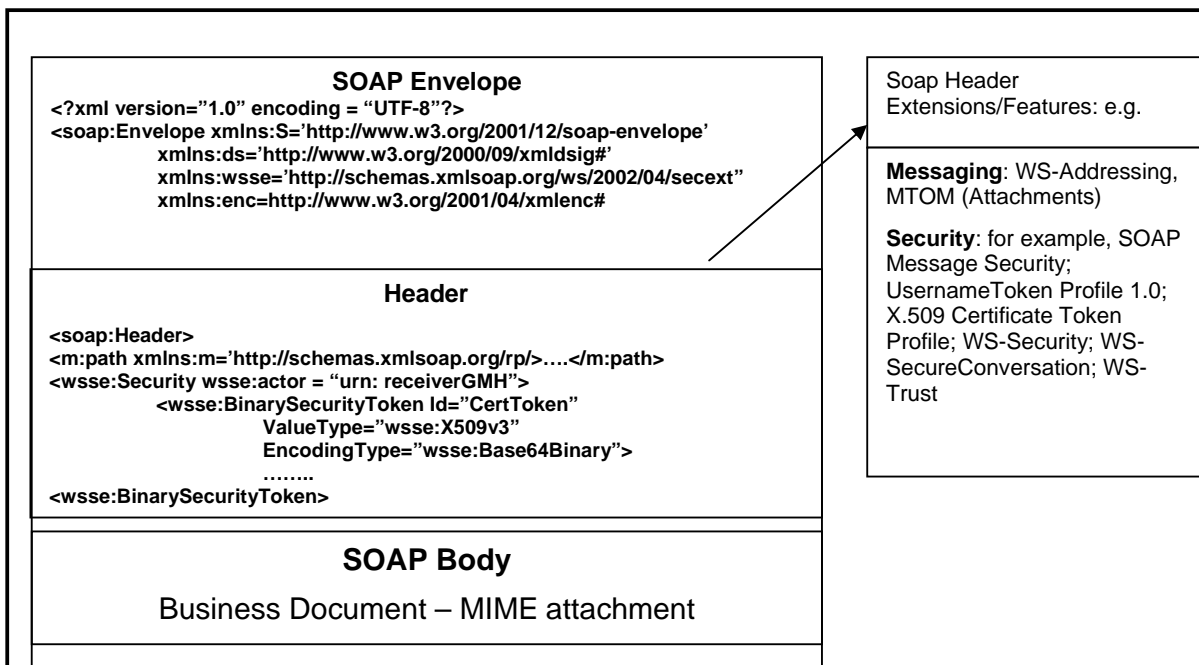 SOAP Envelope
<?xml version=”1.0” encoding = “UTF-8”?>
<soap:Envelope xmlns:S=’http://www.w3.org/2001/12/soap-envelope’
xmlns:ds=’http://www.w3.org/2000/09/xmldsig#’
xmlns:wsse=’http://schemas.xmlsoap.org/ws/2002/04/secext”
xmlns:enc=http://www.w3.org/2001/04/xmlenc#
Header
<soap:Header>
<m:path xmlns:m=’http://schemas.xmlsoap.org/rp/>….</m:path>
<wsse:Security wsse:actor = “urn: receiverGMH”>
<wsse:BinarySecurityToken Id=”CertToken”
ValueType=”wsse:X509v3”
EncodingType=”wsse:Base64Binary”>
……..
<wsse:BinarySecurityToken>
SOAP Body
Business Document – MIME attachment
Soap Header
Extensions/Features: e.g.
Messaging: WS-Addressing,
MTOM (Attachments)
Security: for example, SOAP
Message Security;
UsernameToken Profile 1.0;
X.509 Certificate Token
Profile; WS-Security; WS-
SecureConversation; WS-
Trust